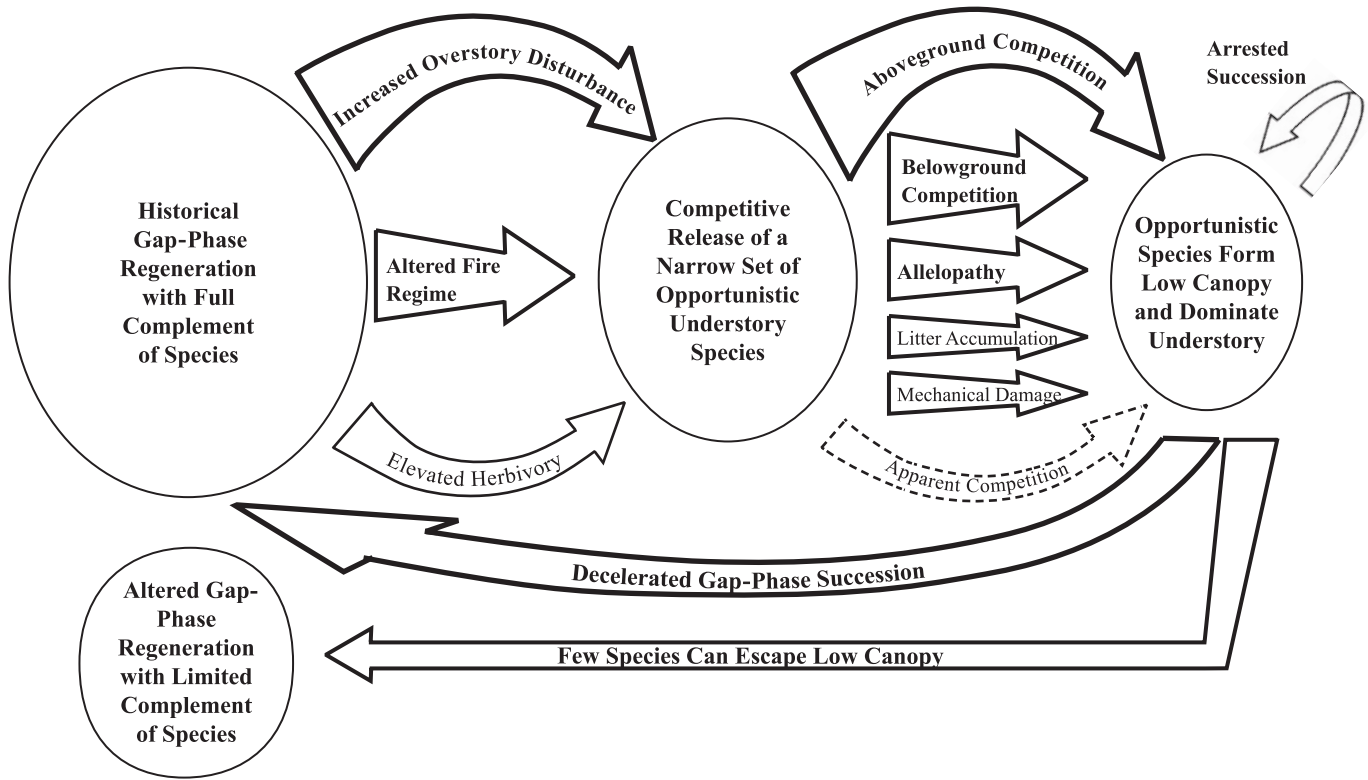 Increased Overstory Disturbance
Aboveground Competition
Arrested
Succession
Historical
Gap-Phase
Regeneration
with Full
Complement
of Species
Altered Fire
Regime
Elevated Herbivory
Competitive
Release of a
Narrow Set of
Opportunistic
Understory
Species
Belowground
Competition
Allelopathy
Litter Accumulation
Mechanical Damage
Apparent Competition
Opportunistic
Species Form
Low Canopy
and Dominate
Understory
Decelerated Gap-Phase Succession
Few Species Can Escape Low Canopy
Altered Gap-
Phase
Regeneration
with Limited
Complement
of Species